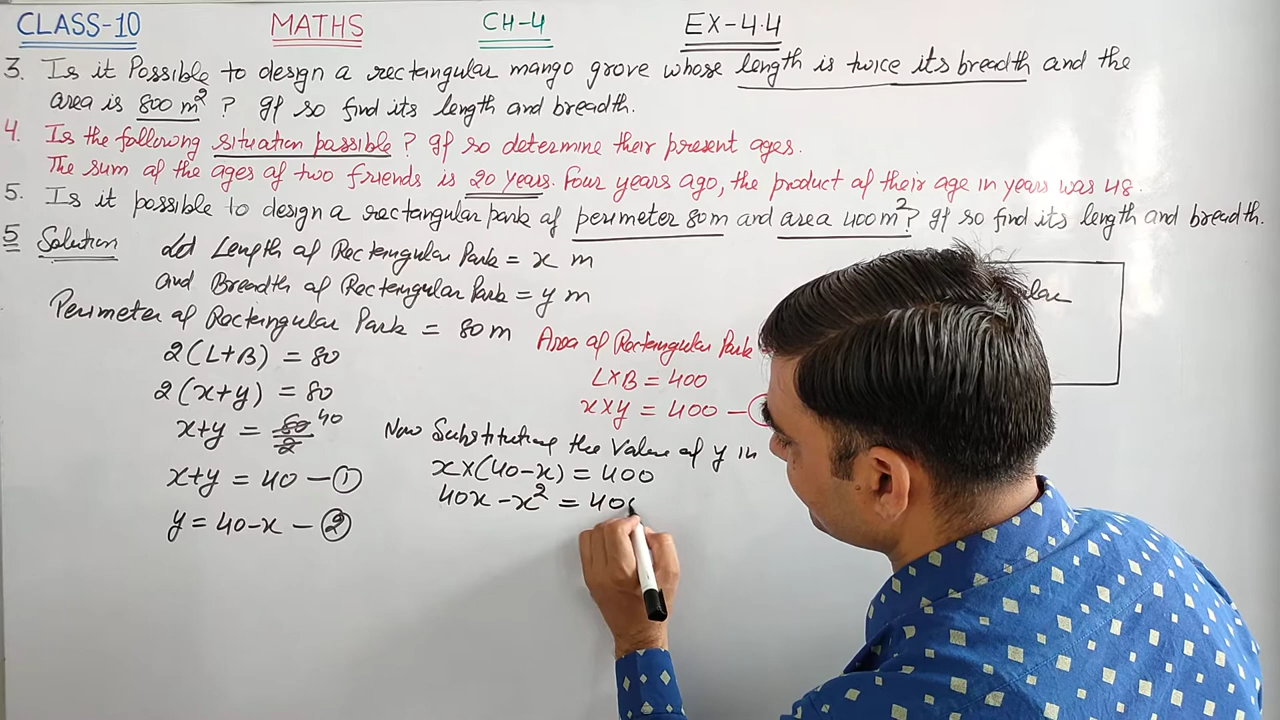 CLASS-10 MATHS CH-4 EX-4.4
3. Is it Possible to design a rectangular mango grove whose length is twice its breadth and the
area is 800 m² ? If so find its length and breadth.
4. Is the following situation possible ? If so determine their present ages.
The sum of the ages of two friends is 20 years. Four years ago, the product of their age in years was 48.
5. Is it possible to design a rectangular park of perimeter 80m and area 400m² ? If so find its length and breadth.
5 Solution Let Length of Rectangular Park = x m
and Breadth of Rectangular Park = y m
Perimeter of Rectangular Park = 80 m
2(L+B) = 80
2(x+y) = 80
x+y = 80/2 40
x+y = 40 - ①
y = 40-x - ②
Area of Rectangular Park
L×B = 400
x×y = 400 -
Now Substituting the Value of y in
x×(40-x) = 400
40x - x² = 400